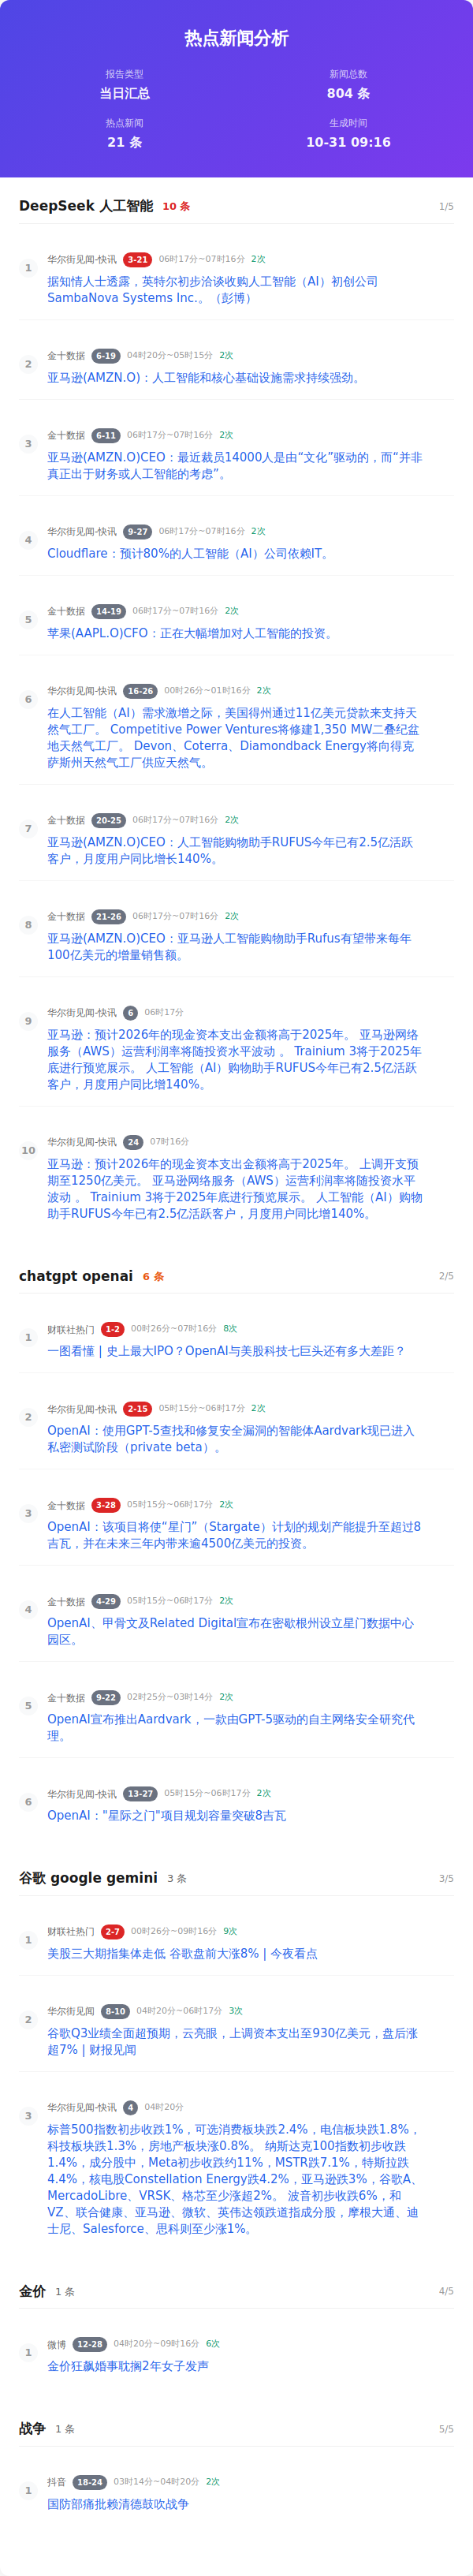 热点新闻分析
报告类型
新闻总数
当日汇总
804 条
热点新闻
生成时间
21 条
10-31 09:16
DeepSeek 人工智能 10 条 1/5
1
华尔街见闻-快讯 3-21 06时17分~07时16分 2次
据知情人士透露，英特尔初步洽谈收购人工智能（AI）初创公司
SambaNova Systems Inc.。（彭博）
2
金十数据 6-19 04时20分~05时15分 2次
亚马逊(AMZN.O)：人工智能和核心基础设施需求持续强劲。
3
金十数据 6-11 06时17分~07时16分 2次
亚马逊(AMZN.O)CEO：最近裁员14000人是由“文化”驱动的，而“并非
真正出于财务或人工智能的考虑”。
4
华尔街见闻-快讯 9-27 06时17分~07时16分 2次
Cloudflare：预计80%的人工智能（AI）公司依赖IT。
5
金十数据 14-19 06时17分~07时16分 2次
苹果(AAPL.O)CFO：正在大幅增加对人工智能的投资。
6
华尔街见闻-快讯 16-26 00时26分~01时16分 2次
在人工智能（AI）需求激增之际，美国得州通过11亿美元贷款来支持天
然气工厂。 Competitive Power Ventures将修建1,350 MW二叠纪盆
地天然气工厂。 Devon、Coterra、Diamondback Energy将向得克
萨斯州天然气工厂供应天然气。
7
金十数据 20-25 06时17分~07时16分 2次
亚马逊(AMZN.O)CEO：人工智能购物助手RUFUS今年已有2.5亿活跃
客户，月度用户同比增长140%。
8
金十数据 21-26 06时17分~07时16分 2次
亚马逊(AMZN.O)CEO：亚马逊人工智能购物助手Rufus有望带来每年
100亿美元的增量销售额。
9
华尔街见闻-快讯 6 06时17分
亚马逊：预计2026年的现金资本支出金额将高于2025年。 亚马逊网络
服务（AWS）运营利润率将随投资水平波动 。 Trainium 3将于2025年
底进行预览展示。 人工智能（AI）购物助手RUFUS今年已有2.5亿活跃
客户，月度用户同比增140%。
10
华尔街见闻-快讯 24 07时16分
亚马逊：预计2026年的现金资本支出金额将高于2025年。 上调开支预
期至1250亿美元。 亚马逊网络服务（AWS）运营利润率将随投资水平
波动 。 Trainium 3将于2025年底进行预览展示。 人工智能（AI）购物
助手RUFUS今年已有2.5亿活跃客户，月度用户同比增140%。
chatgpt openai 6 条 2/5
1
财联社热门 1-2 00时26分~07时16分 8次
一图看懂 | 史上最大IPO？OpenAI与美股科技七巨头还有多大差距？
2
华尔街见闻-快讯 2-15 05时15分~06时17分 2次
OpenAI：使用GPT-5查找和修复安全漏洞的智能体Aardvark现已进入
私密测试阶段（private beta）。
3
金十数据 3-28 05时15分~06时17分 2次
OpenAI：该项目将使“星门”（Stargate）计划的规划产能提升至超过8
吉瓦，并在未来三年内带来逾4500亿美元的投资。
4
金十数据 4-29 05时15分~06时17分 2次
OpenAI、甲骨文及Related Digital宣布在密歇根州设立星门数据中心
园区。
5
金十数据 9-22 02时25分~03时14分 2次
OpenAI宣布推出Aardvark，一款由GPT-5驱动的自主网络安全研究代
理。
6
华尔街见闻-快讯 13-27 05时15分~06时17分 2次
OpenAI："星际之门"项目规划容量突破8吉瓦
谷歌 google gemini 3 条 3/5
1
财联社热门 2-7 00时26分~09时16分 9次
美股三大期指集体走低 谷歌盘前大涨8% | 今夜看点
2
华尔街见闻 8-10 04时20分~06时17分 3次
谷歌Q3业绩全面超预期，云亮眼，上调资本支出至930亿美元，盘后涨
超7% | 财报见闻
3
华尔街见闻-快讯 4 04时20分
标普500指数初步收跌1%，可选消费板块跌2.4%，电信板块跌1.8%，
科技板块跌1.3%，房地产板块涨0.8%。 纳斯达克100指数初步收跌
1.4%，成分股中，Meta初步收跌约11%，MSTR跌7.1%，特斯拉跌
4.4%，核电股Constellation Energy跌4.2%，亚马逊跌3%，谷歌A、
MercadoLibre、VRSK、格芯至少涨超2%。 波音初步收跌6%，和
VZ、联合健康、亚马逊、微软、英伟达领跌道指成分股，摩根大通、迪
士尼、Salesforce、思科则至少涨1%。
金价 1 条 4/5
1
微博 12-28 04时20分~09时16分 6次
金价狂飙婚事耽搁2年女子发声
战争 1 条 5/5
1
抖音 18-24 03时14分~04时20分 2次
国防部痛批赖清德鼓吹战争